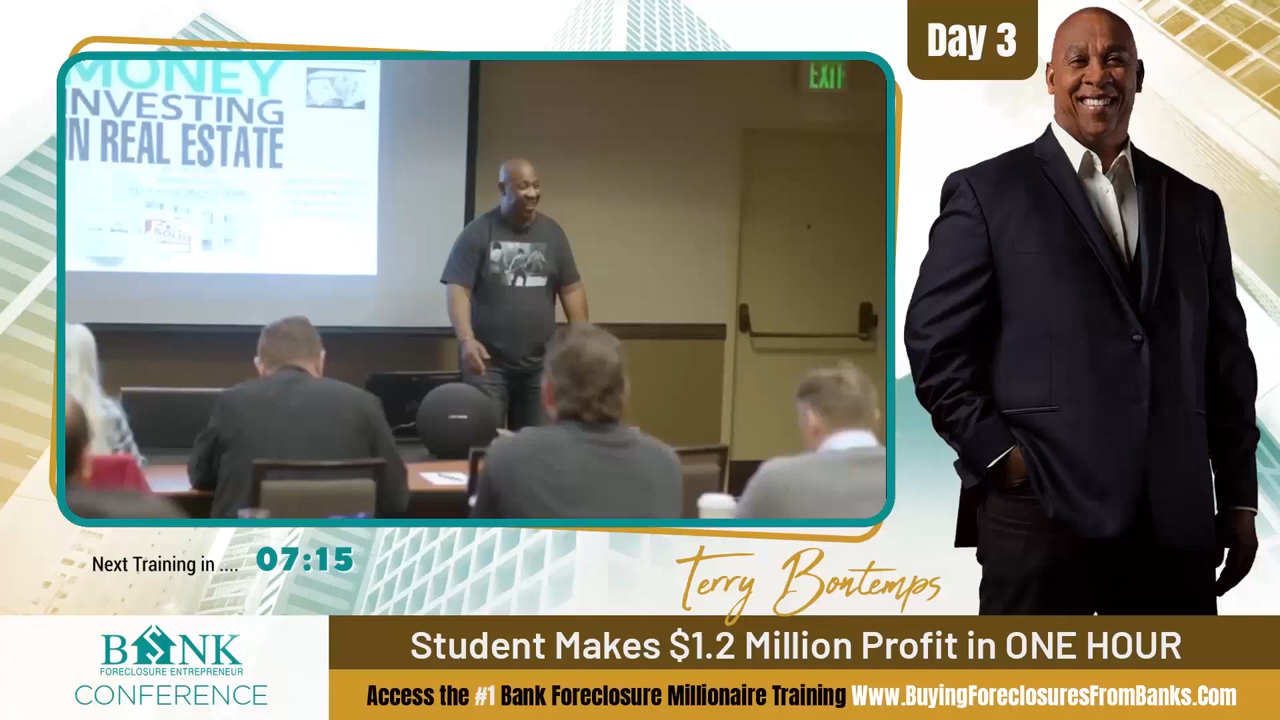 Day 3
MONEY
INVESTING
IN REAL ESTATE
EXIT
Next Training in .... 07:15
Terry Bontemps
BANK
FORECLOSURE ENTREPRENEUR
CONFERENCE
Student Makes $1.2 Million Profit in ONE HOUR
Access the #1 Bank Foreclosure Millionaire Training Www.BuyingForeclosuresFromBanks.Com